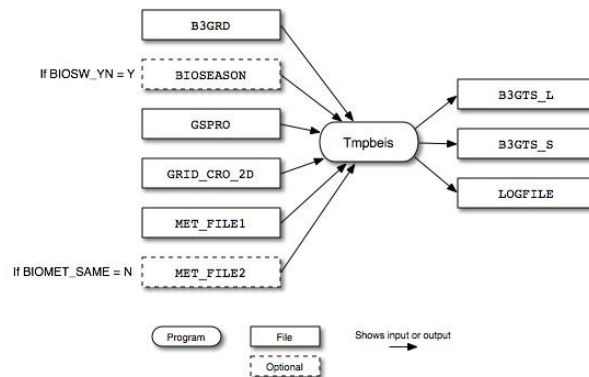 B3GRD
If BIOSW_YN = Y
BIOSEASON
GSPRO
GRID_CRO_2D
MET_FILE1
If BIOMET_SAME = N
MET_FILE2
Tmpbeis
B3GTS_L
B3GTS_S
LOGFILE
Program
File
Optional
Shows input or output